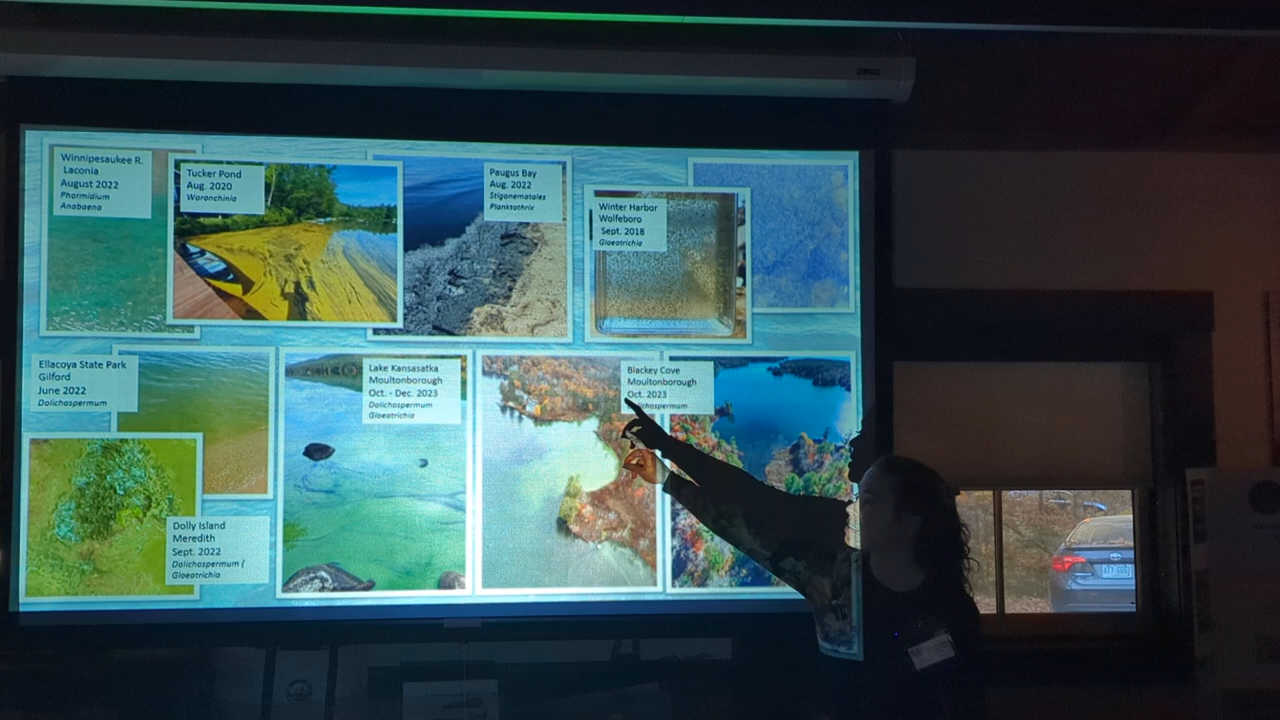 Winnipesaukee R.
Laconia
August 2022
Phormidium
Anabaena
Tucker Pond
Aug. 2020
Woronchinia
Paugus Bay
Aug. 2022
Stigonematales
Planktothrix
Winter Harbor
Wolfeboro
Sept. 2018
Gloeotrichia
Ellacoya State Park
Gilford
June 2022
Dolichospermum
Lake Kansasatka
Moultonborough
Oct. - Dec. 2023
Dolichospermum
Gloeotrichia
Blackey Cove
Moultonborough
Oct. 2023
Dolly Island
Meredith
Sept. 2022
Dolichospermum (
Gloeotrichia